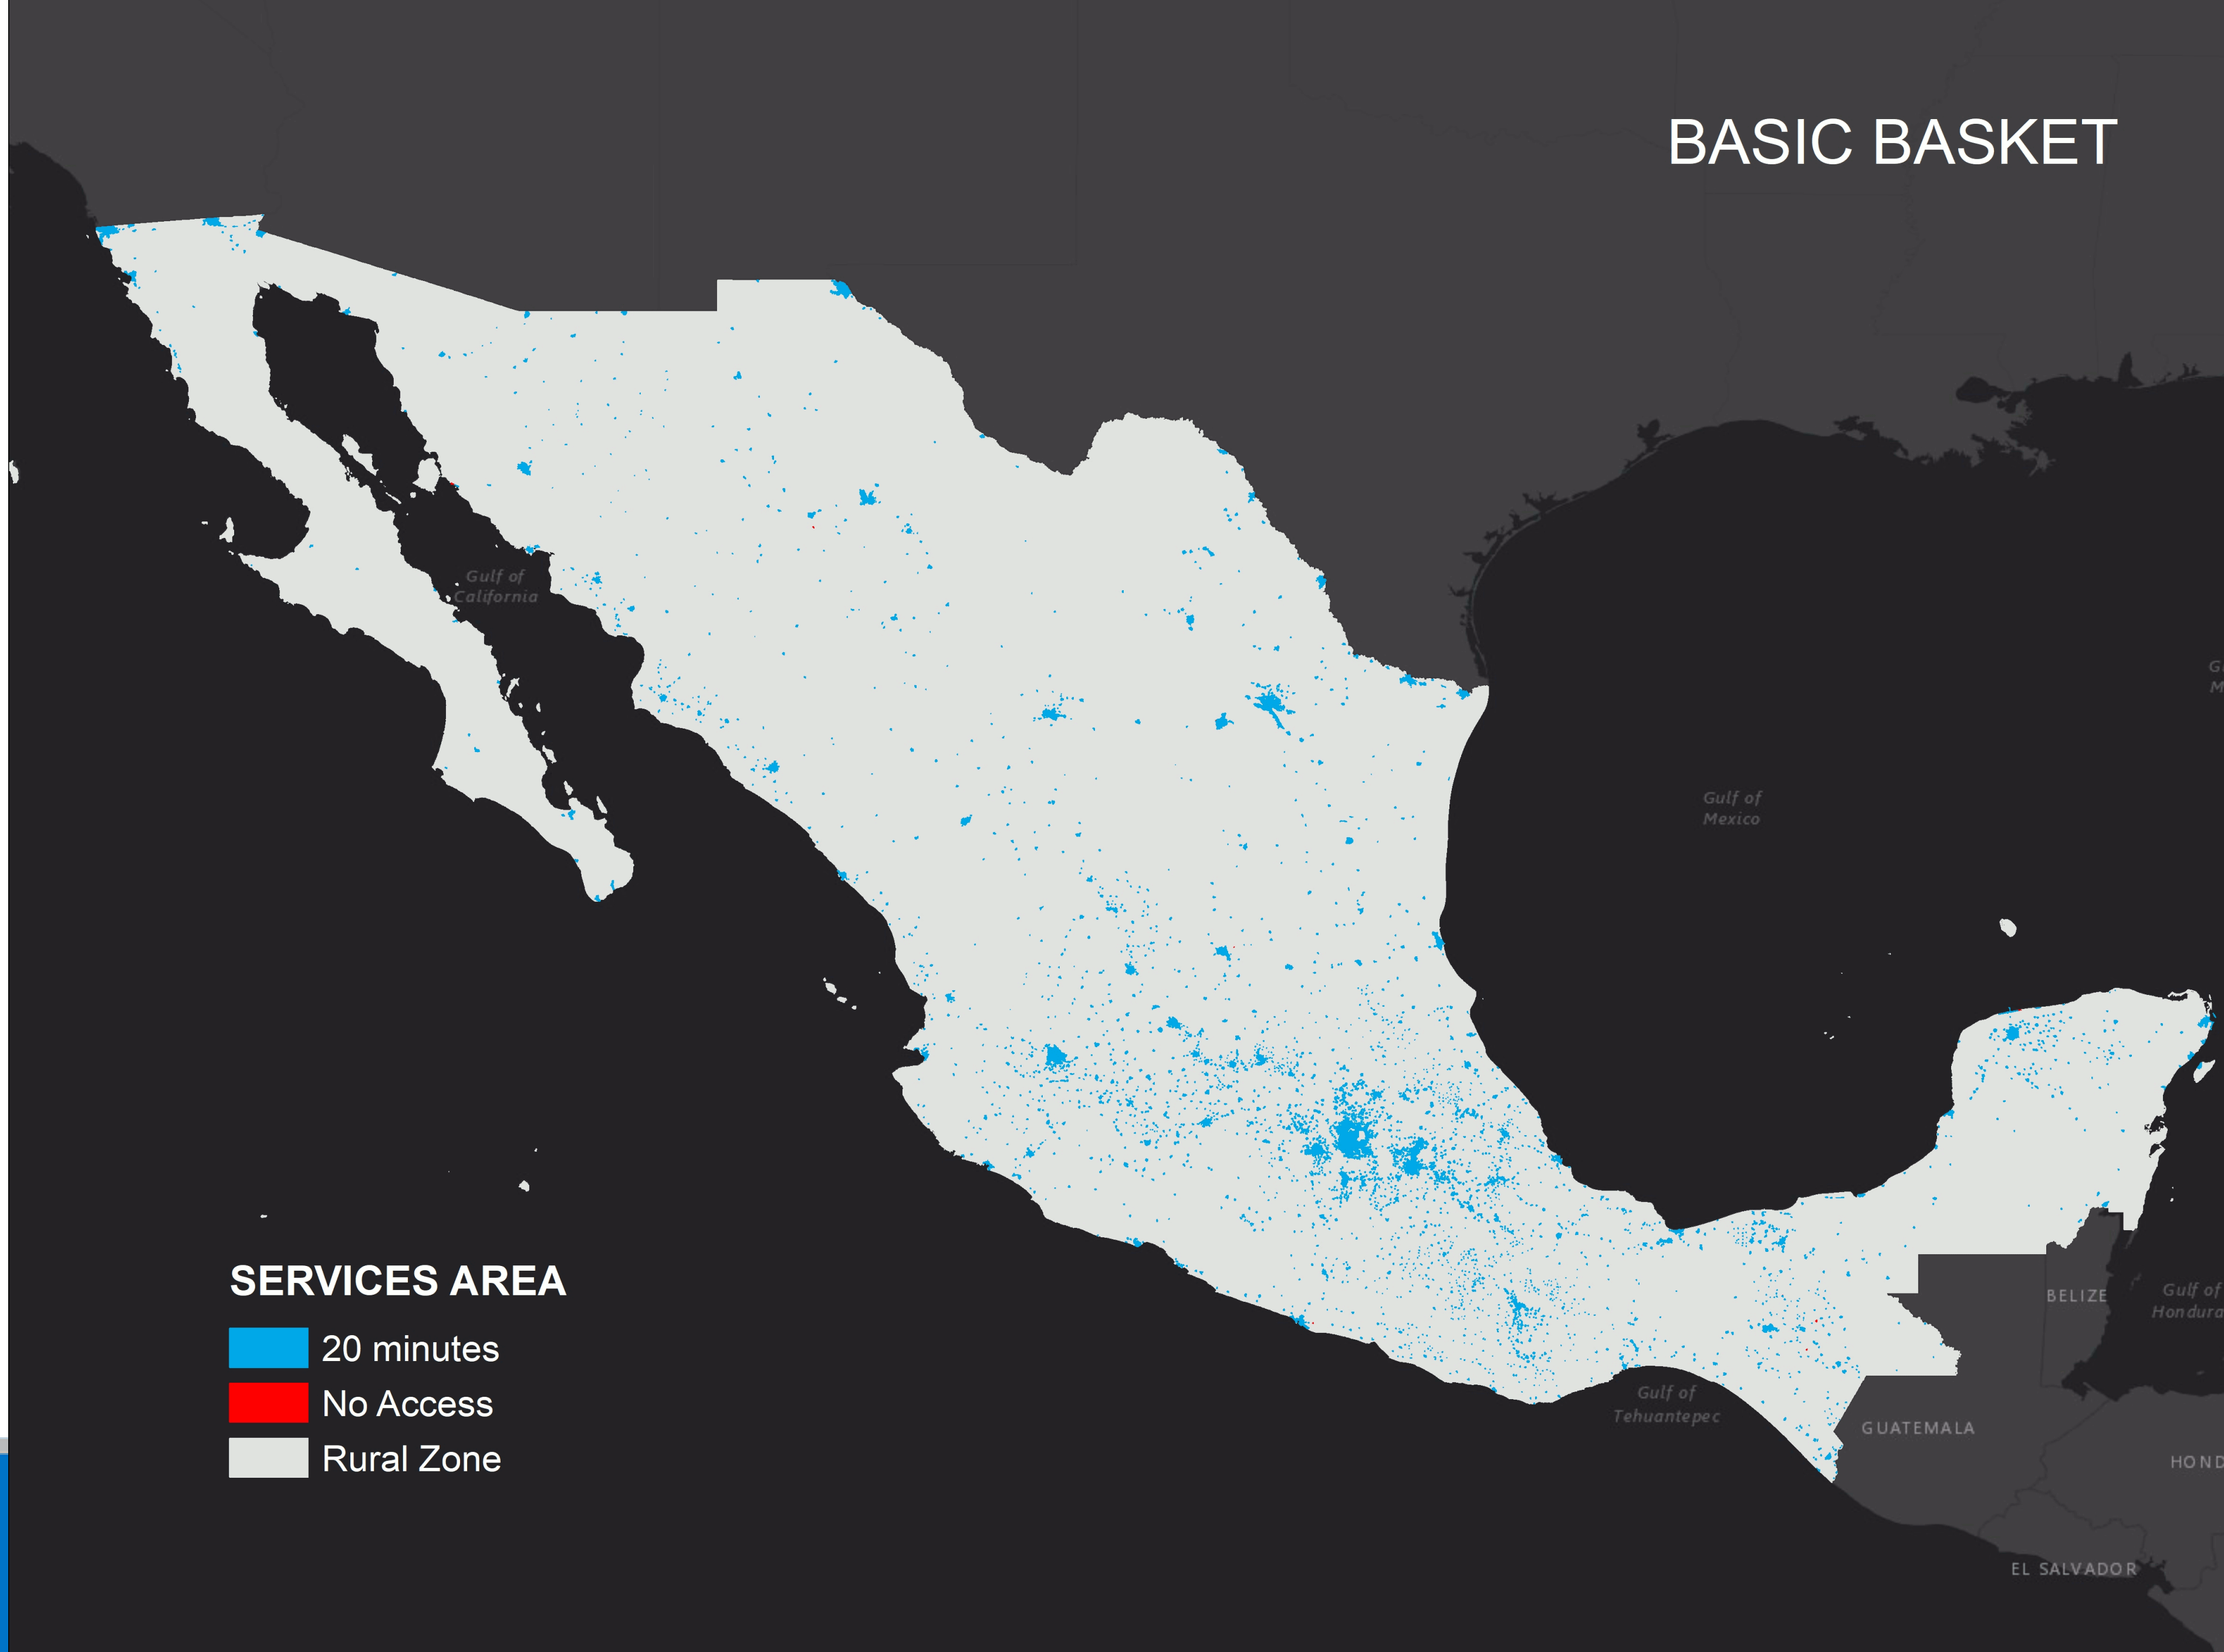 BASIC BASKET
Gulf of
California
Gulf of
Mexico
SERVICES AREA
20 minutes
No Access
Rural Zone
BELIZE
Gulf of
Hondura
Gulf of
Tehuantepec
GUATEMALA
HOND
EL SALVADOR